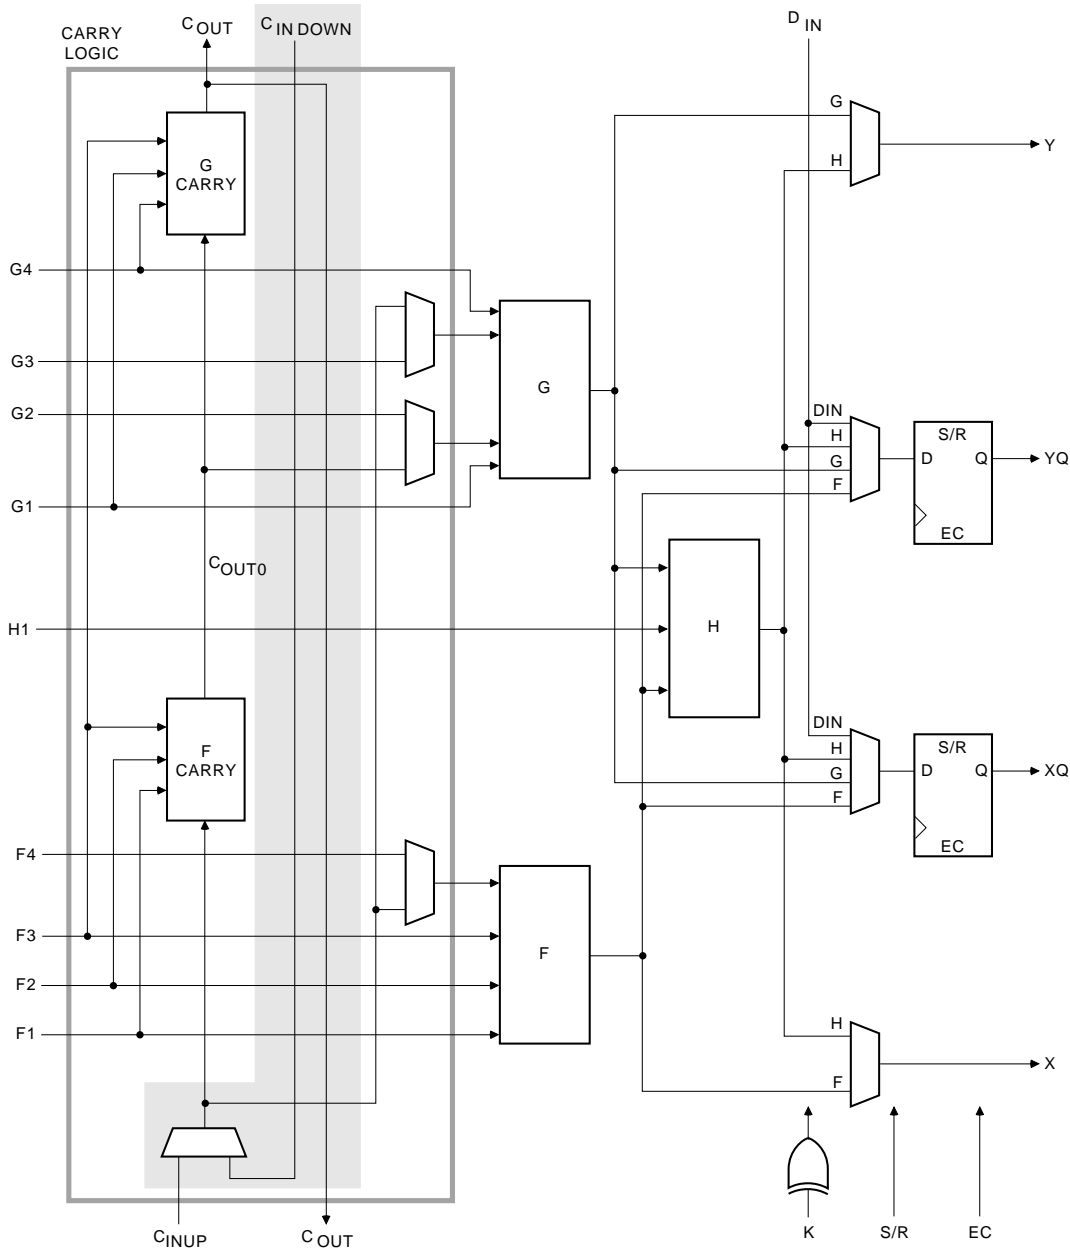 C OUT
C IN DOWN
D IN
CARRY
LOGIC
G
G
CARRY
Y
H
G4
G3
G
G2
DIN
H
G
F
S/R
D
Q
EC
YQ
G1
C OUT0
H1
H
F
CARRY
DIN
H
G
F
S/R
D
Q
EC
XQ
F4
F3
F
F2
F1
H
X
F
C INUP
C OUT
K
S/R
EC